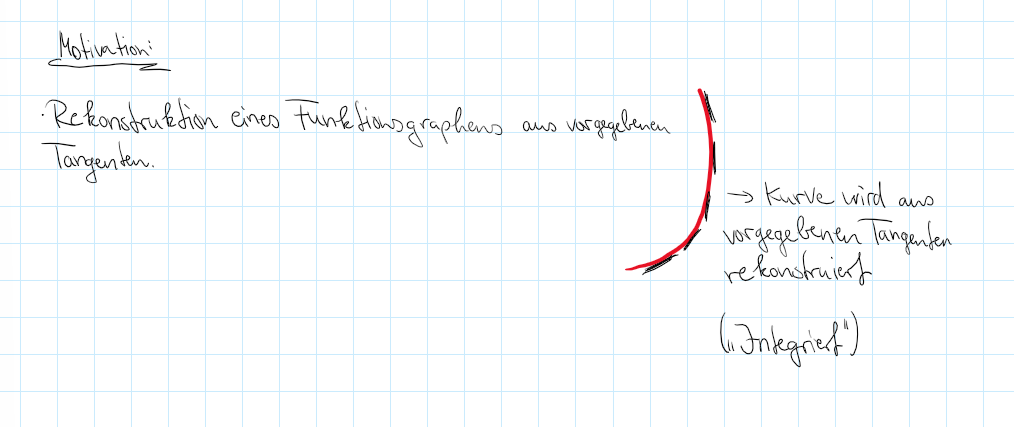 Motivation:
· Rekonstruktion eines Funktionsgraphens aus vorgegebenen
Tangenten.
→ Kurve wird aus
vorgegebenen Tangenten
rekonstruiert
(„Integriert“)